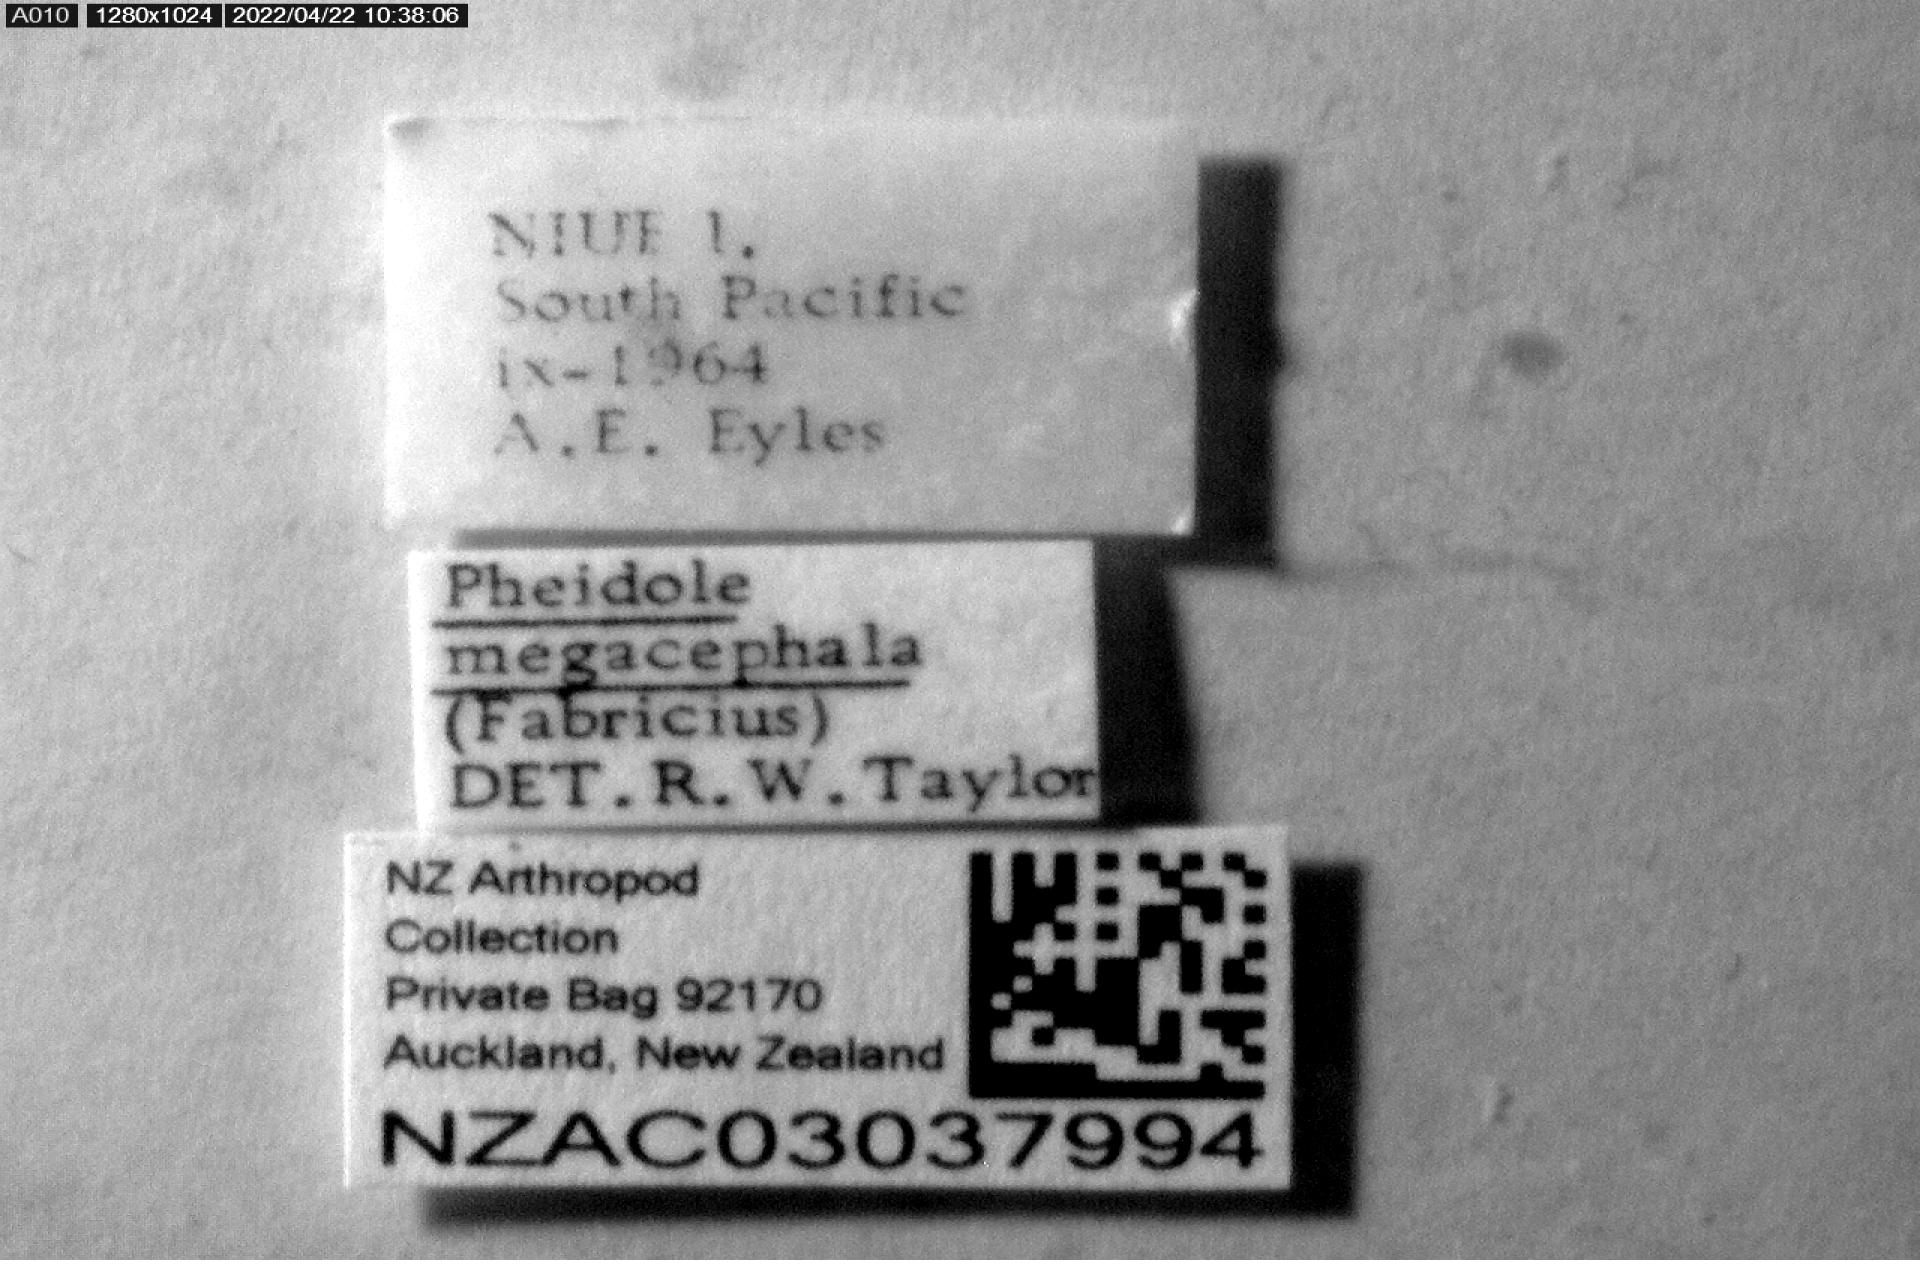 A010 1280x1024 2022/04/22 10:38:06
NIUE I.
South Pacific
ix-1964
A.E. Eyles
Pheidole
megacephala
(Fabricius)
DET.R.W.Taylor
NZ Arthropod
Collection
Private Bag 92170
Auckland, New Zealand
NZAC03037994